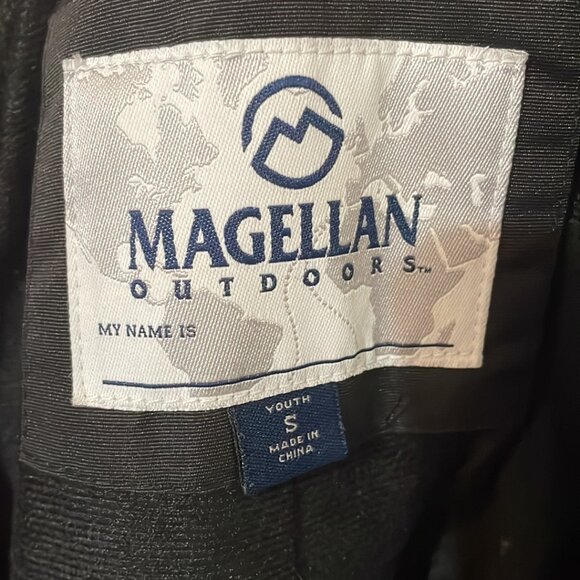 MAGELLAN
OUTDOORS™
MY NAME IS
YOUTH
S
MADE IN
CHINA